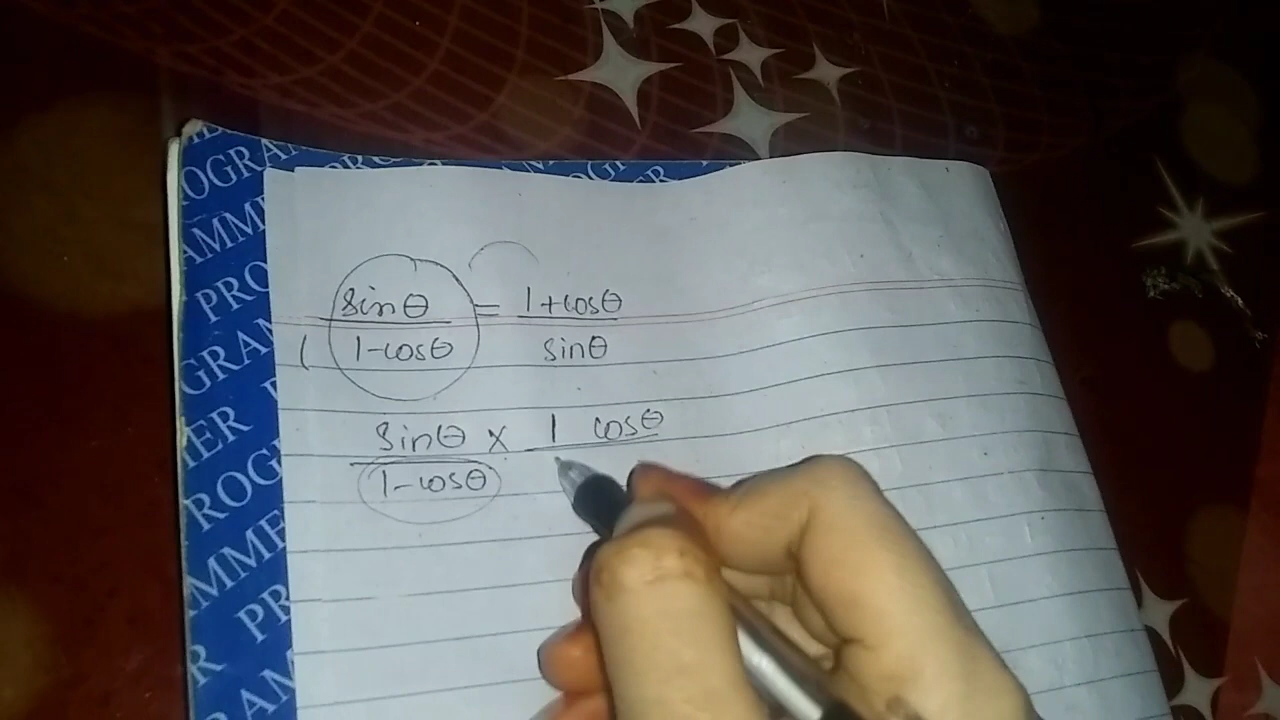 sinθ = 1+cosθ
( 1-cosθ sinθ
sinθ x 1 cosθ
1-cosθ
PROGRAMMER